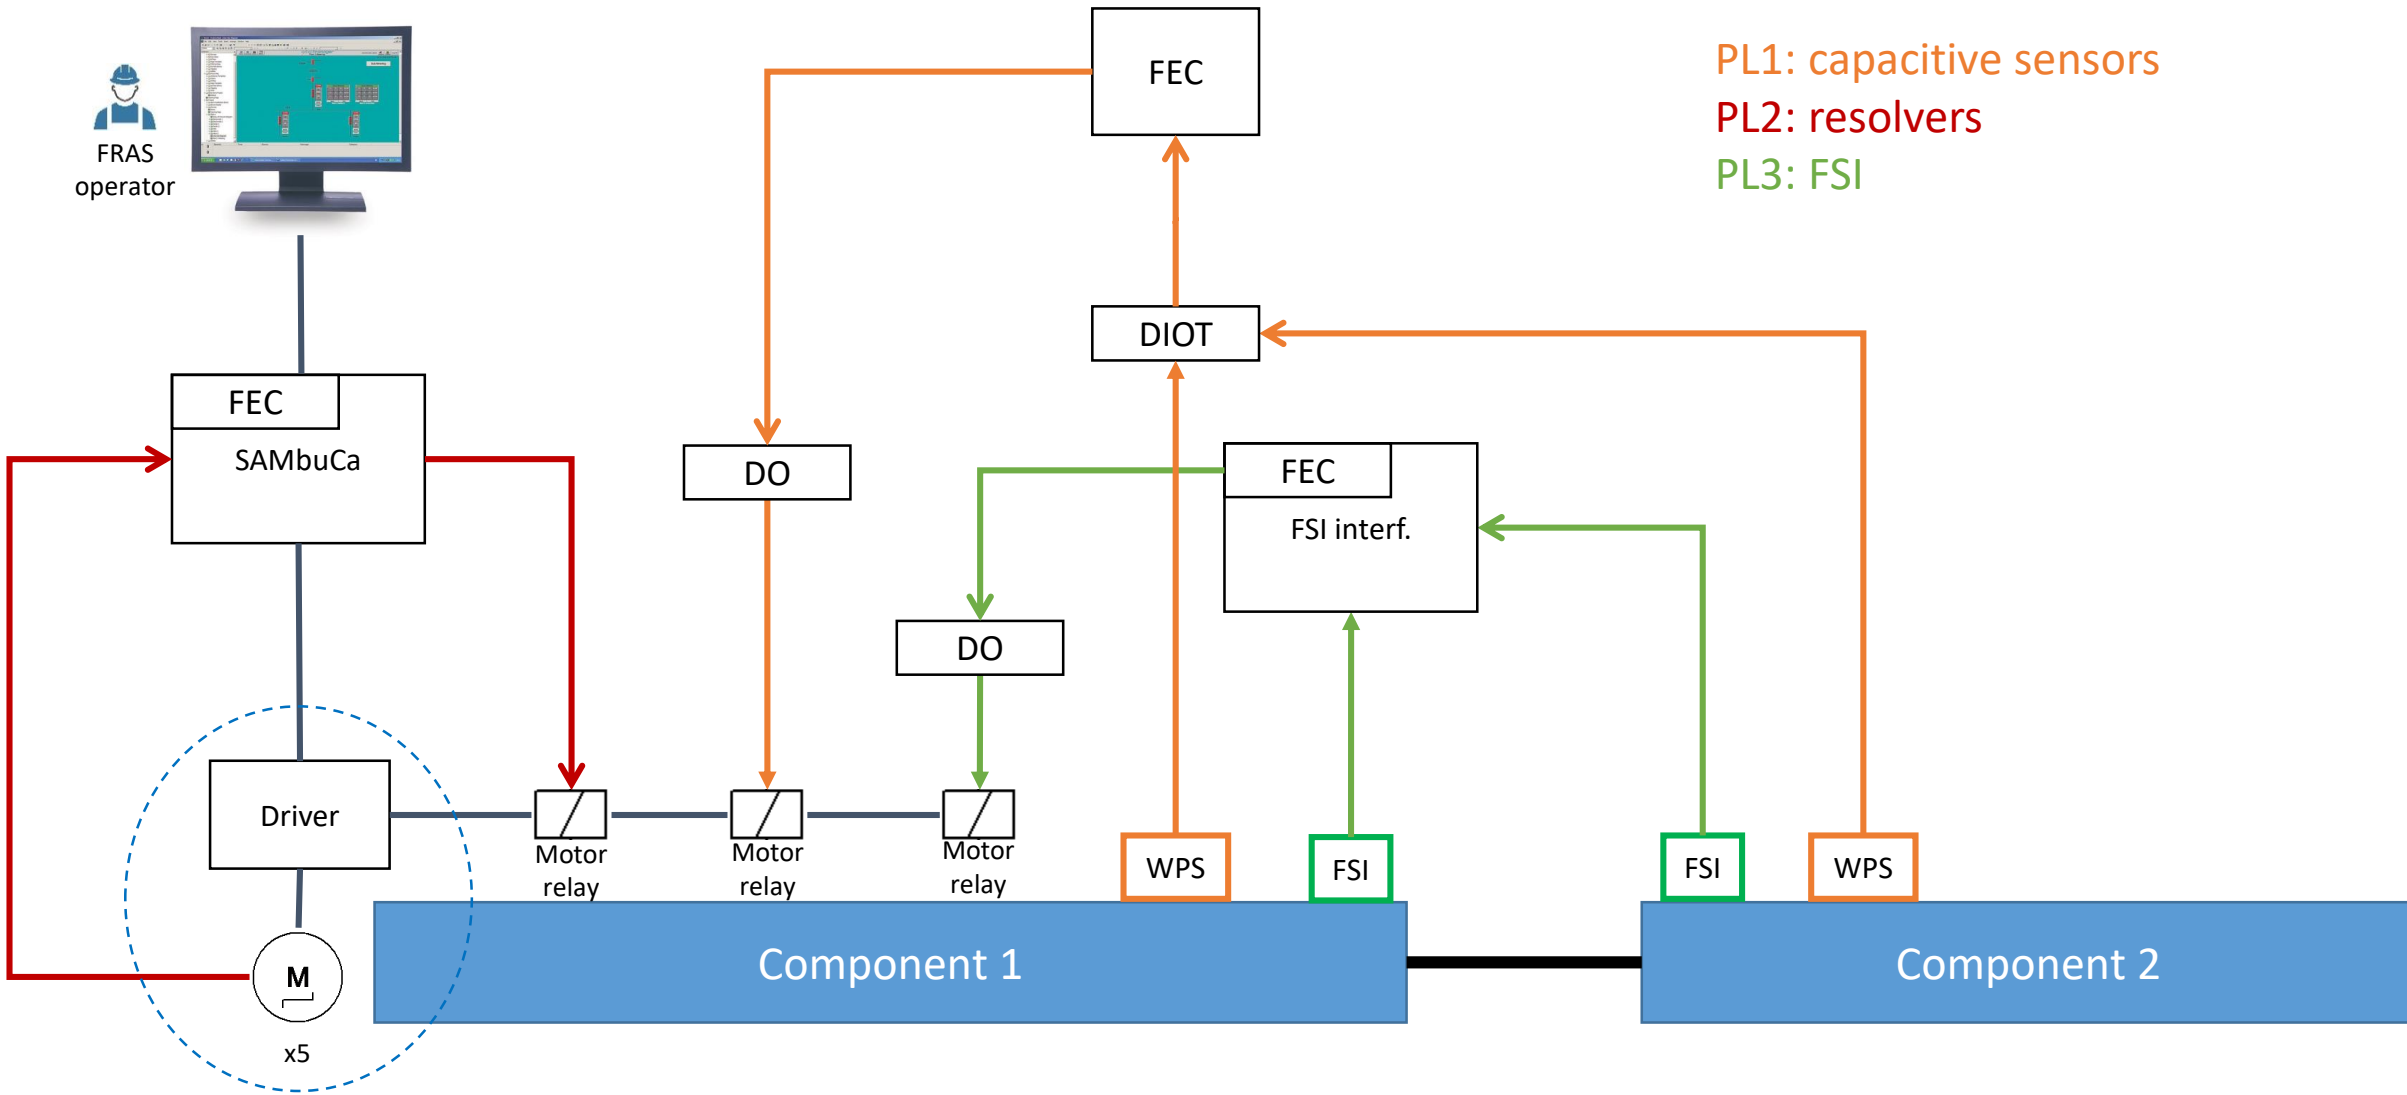 FRAS
operator
FEC
PL1: capacitive sensors
PL2: resolvers
PL3: FSI
DIOT
FEC
SAMbuCa
DO
FEC
FSI interf.
DO
Driver
Motor
relay
Motor
relay
Motor
relay
WPS
FSI
FSI
WPS
M
x5
Component 1
Component 2